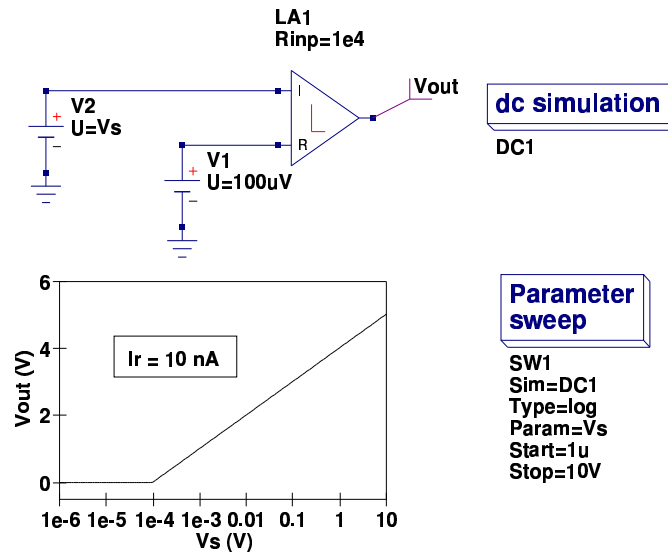 LA1
Rinp=1e4
V2
U=Vs
+
−
I
R
L
Vout
dc simulation
DC1
V1
U=100uV
+
−
6
4
2
0
Vout (V)
Ir = 10 nA
1e-6 1e-5 1e-4 1e-3 0.01 0.1 1 10
Vs (V)
Parameter
sweep
SW1
Sim=DC1
Type=log
Param=Vs
Start=1u
Stop=10V